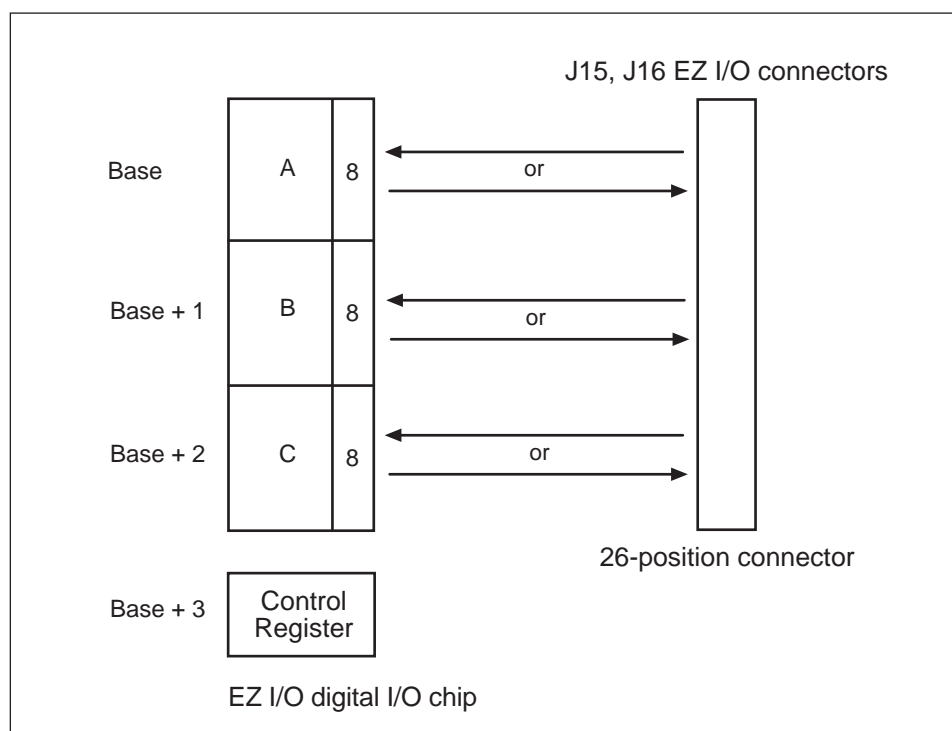 J15, J16 EZ I/O connectors
Base
A
8
or
Base + 1
B
8
or
Base + 2
C
8
or
26-position connector
Base + 3
Control
Register
EZ I/O digital I/O chip